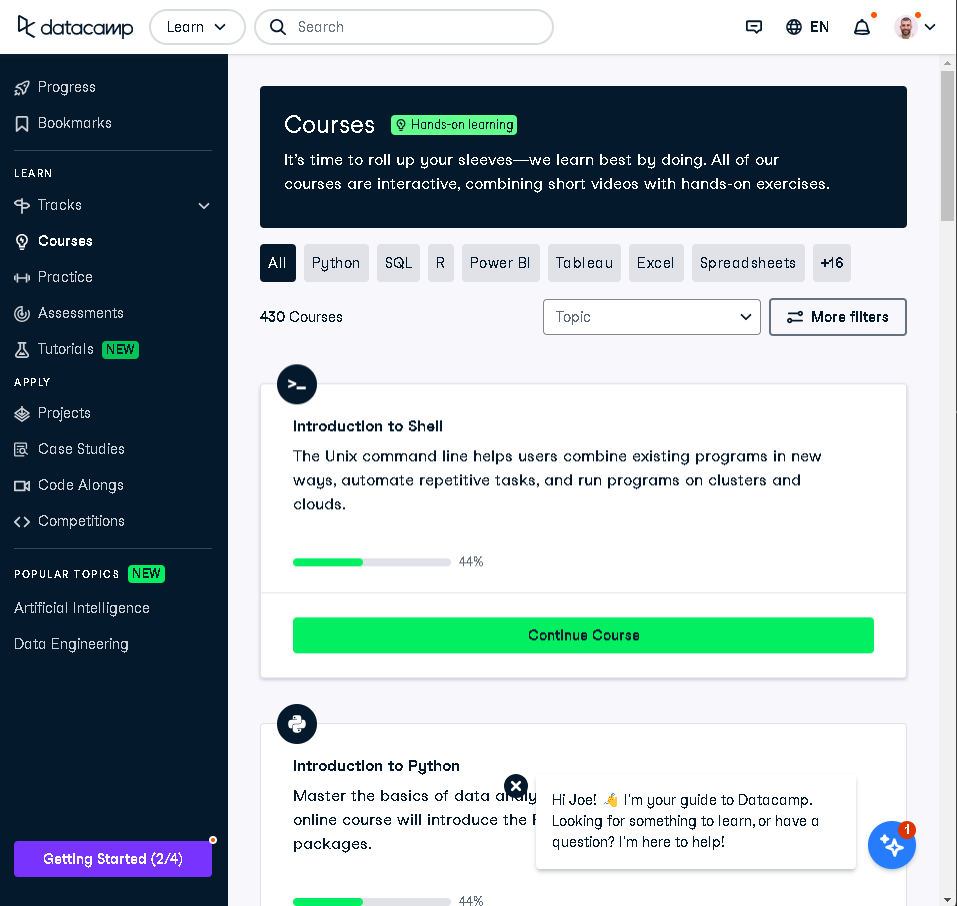 datacamp
Learn
Search
EN
Progress
Bookmarks
LEARN
Tracks
Courses
Practice
Assessments
Tutorials NEW
APPLY
Projects
Case Studies
Code Alongs
Competitions
POPULAR TOPICS NEW
Artificial Intelligence
Data Engineering
Getting Started (2/4)
Courses Hands-on learning
It's time to roll up your sleeves—we learn best by doing. All of our
courses are interactive, combining short videos with hands-on exercises.
All Python SQL R Power BI Tableau Excel Spreadsheets +16
430 Courses Topic More filters
Introduction to Shell
The Unix command line helps users combine existing programs in new
ways, automate repetitive tasks, and run programs on clusters and
clouds.
44%
Continue Course
Introduction to Python
Master the basics of data
online course will introduce the
packages.
44%
Hi Joe! 👋 I'm your guide to Datacamp.
Looking for something to learn, or have a
question? I'm here to help!
1